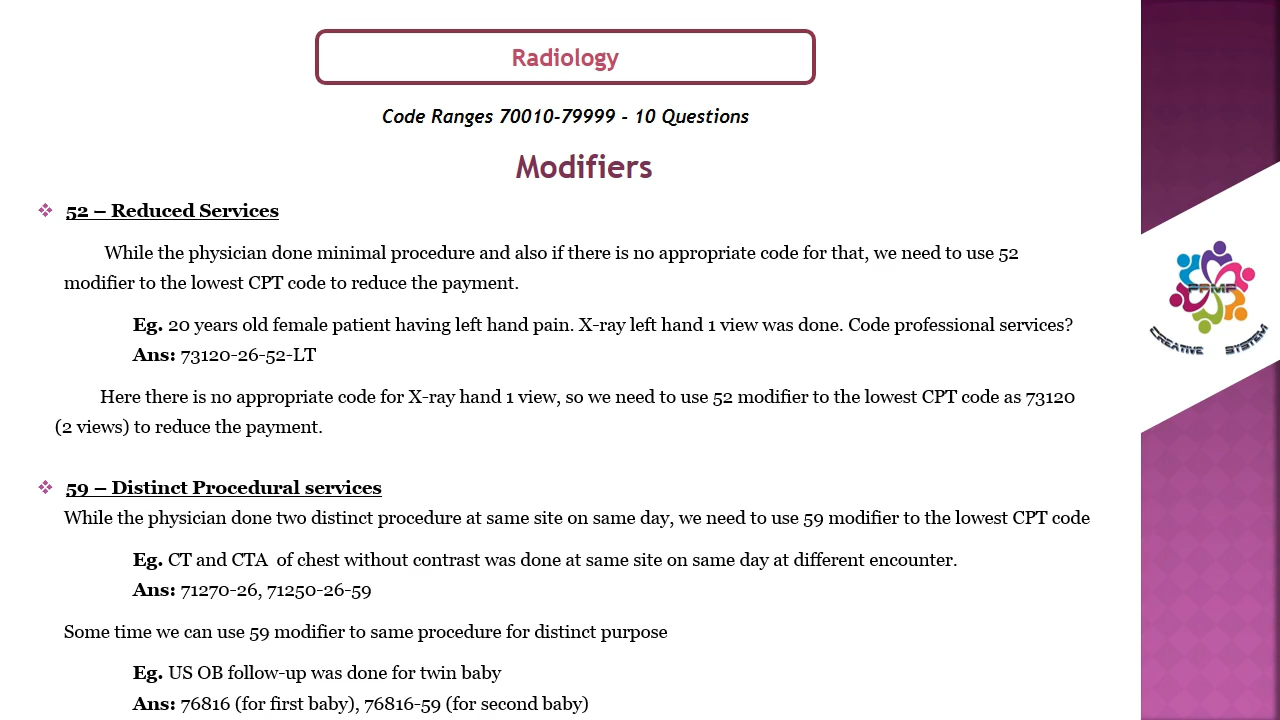 Radiology
Code Ranges 70010-79999 - 10 Questions
Modifiers
52 – Reduced Services
While the physician done minimal procedure and also if there is no appropriate code for that, we need to use 52
modifier to the lowest CPT code to reduce the payment.
Eg. 20 years old female patient having left hand pain. X-ray left hand 1 view was done. Code professional services?
Ans: 73120-26-52-LT
Here there is no appropriate code for X-ray hand 1 view, so we need to use 52 modifier to the lowest CPT code as 73120
(2 views) to reduce the payment.
59 – Distinct Procedural services
While the physician done two distinct procedure at same site on same day, we need to use 59 modifier to the lowest CPT code
Eg. CT and CTA of chest without contrast was done at same site on same day at different encounter.
Ans: 71270-26, 71250-26-59
Some time we can use 59 modifier to same procedure for distinct purpose
Eg. US OB follow-up was done for twin baby
Ans: 76816 (for first baby), 76816-59 (for second baby)
CREATIVE SYSTEM